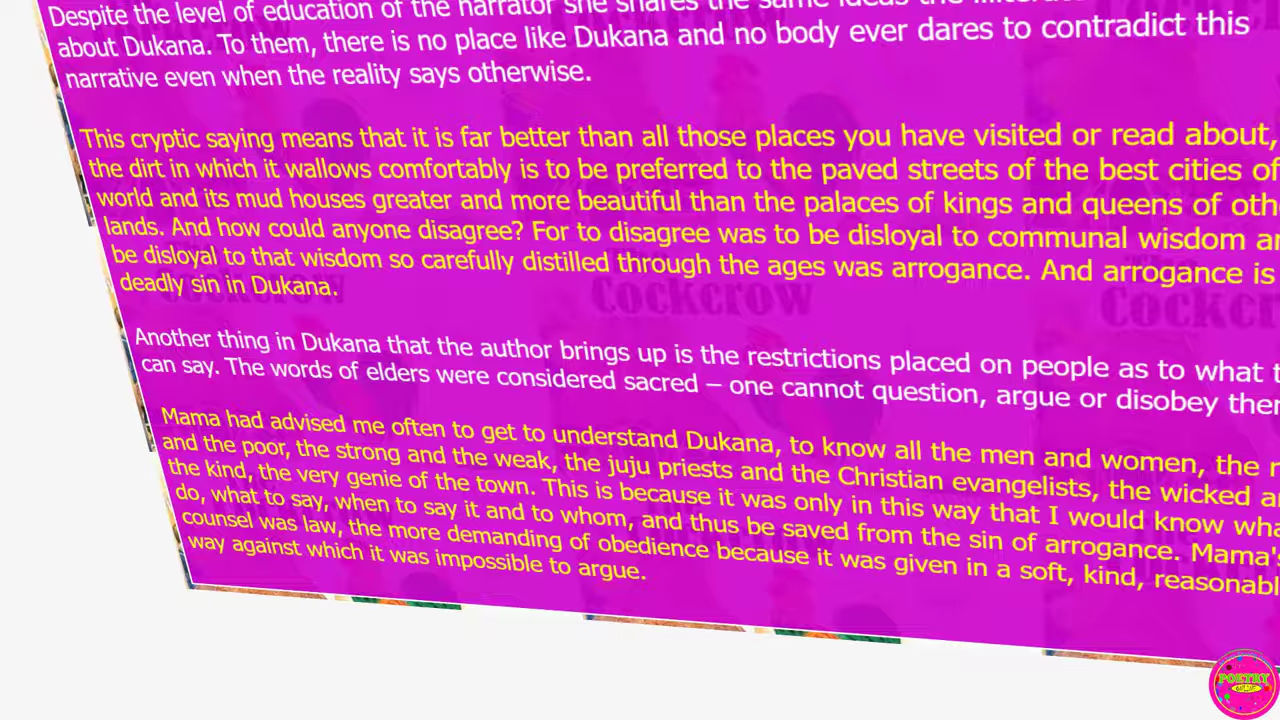 Despite the level of education of the narrator she shares the same ideas the
about Dukana. To them, there is no place like Dukana and no body ever dares to contradict this
narrative even when the reality says otherwise.
This cryptic saying means that it is far better than all those places you have visited or read about,
the dirt in which it wallows comfortably is to be preferred to the paved streets of the best cities of
world and its mud houses greater and more beautiful than the palaces of kings and queens of
lands. And how could anyone disagree? For to disagree was to be disloyal to communal wisdom
be disloyal to that wisdom so carefully distilled through the ages was arrogance. And arrogance is
deadly sin in Dukana.
Another thing in Dukana that the author brings up is the restrictions placed on people as to what
can say. The words of elders were considered sacred – one cannot question, argue or disobey
Mama had advised me often to get to understand Dukana, to know all the men and women, the
and the poor, the strong and the weak, the juju priests and the Christian evangelists, the wicked
the kind, the very genie of the town. This is because it was only in this way that I would know
do, what to say, when to say it and to whom, and thus be saved from the sin of arrogance. Mama's
counsel was law, the more demanding of obedience because it was given in a soft, kind,
way against which it was impossible to argue.
The
Cockcrow
POETRY